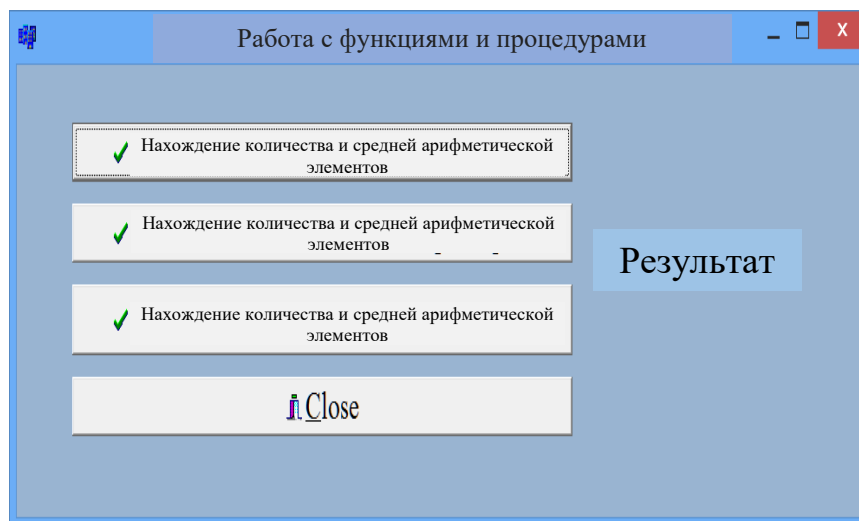 Работа с функциями и процедурами
X
Нахождение количества и средней арифметической
элементов
Нахождение количества и средней арифметической
элементов
Результат
Нахождение количества и средней арифметической
элементов
Close